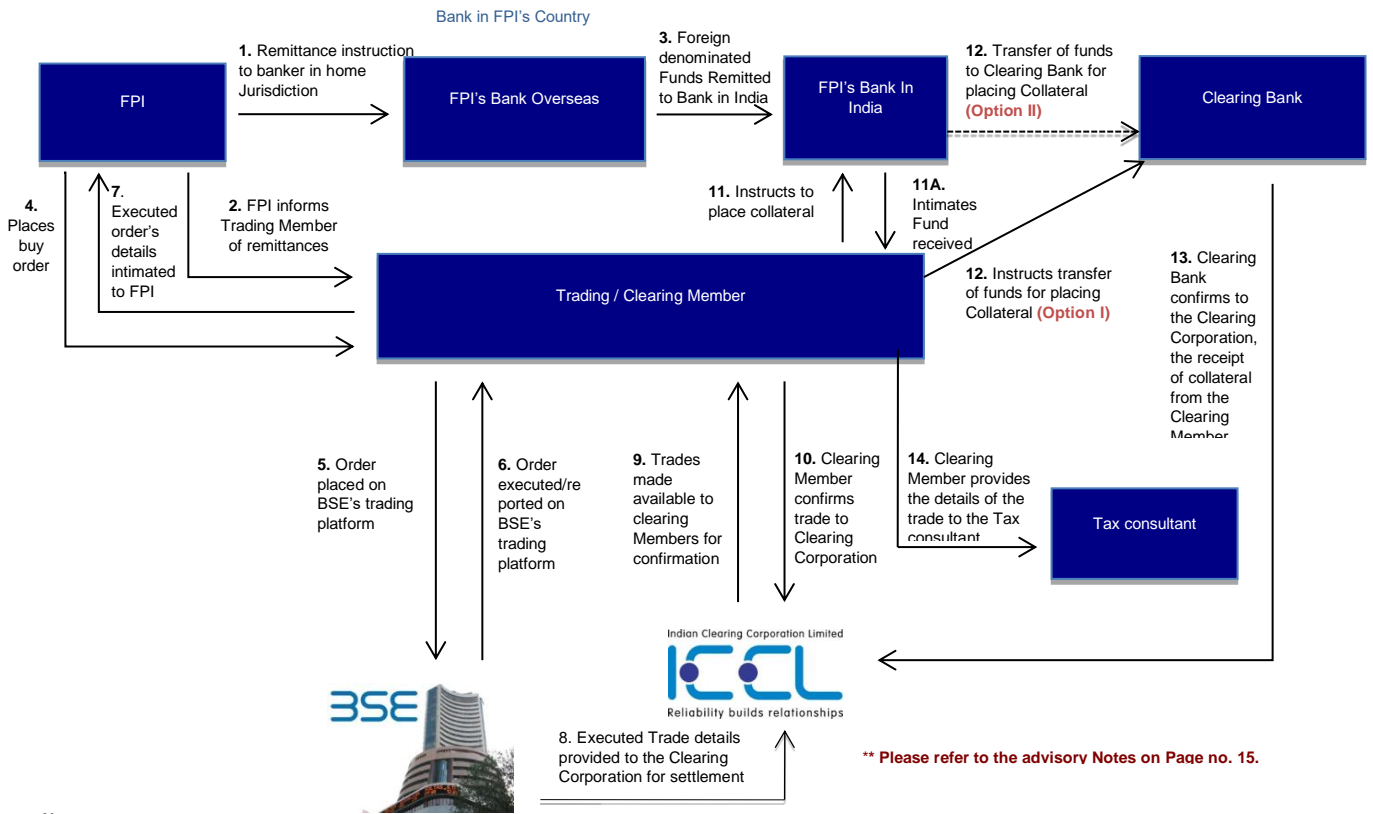 Bank in FPI's Country
1. Remittance instruction
to banker in home
Jurisdiction
3. Foreign
denominated
Funds Remitted
to Bank in India
12. Transfer of funds
to Clearing Bank for
placing Collateral
(Option II)
FPI
FPI's Bank Overseas
FPI's Bank In
India
Clearing Bank
4.
Places
buy
order
7.
Executed
order's
details
intimated
to FPI
2. FPI informs
Trading Member
of remittances
11. Instructs to
place collateral
11A.
Intimates
Fund
received
Trading / Clearing Member
12. Instructs transfer
of funds for placing
Collateral (Option I)
13. Clearing
Bank
confirms to
the Clearing
Corporation,
the receipt
of collateral
from the
Clearing
Member
5. Order
placed on
BSE's trading
platform
6. Order
executed/re
ported on
BSE's
trading
platform
9. Trades
made
available to
clearing
Members for
confirmation
10. Clearing
Member
confirms
trade to
Clearing
Corporation
14. Clearing
Member provides
the details of the
trade to the Tax
consultant
Tax consultant
Indian Clearing Corporation Limited
ICCL
Reliability builds relationships
BSE
8. Executed Trade details
provided to the Clearing
Corporation for settlement
** Please refer to the advisory Notes on Page no. 15.